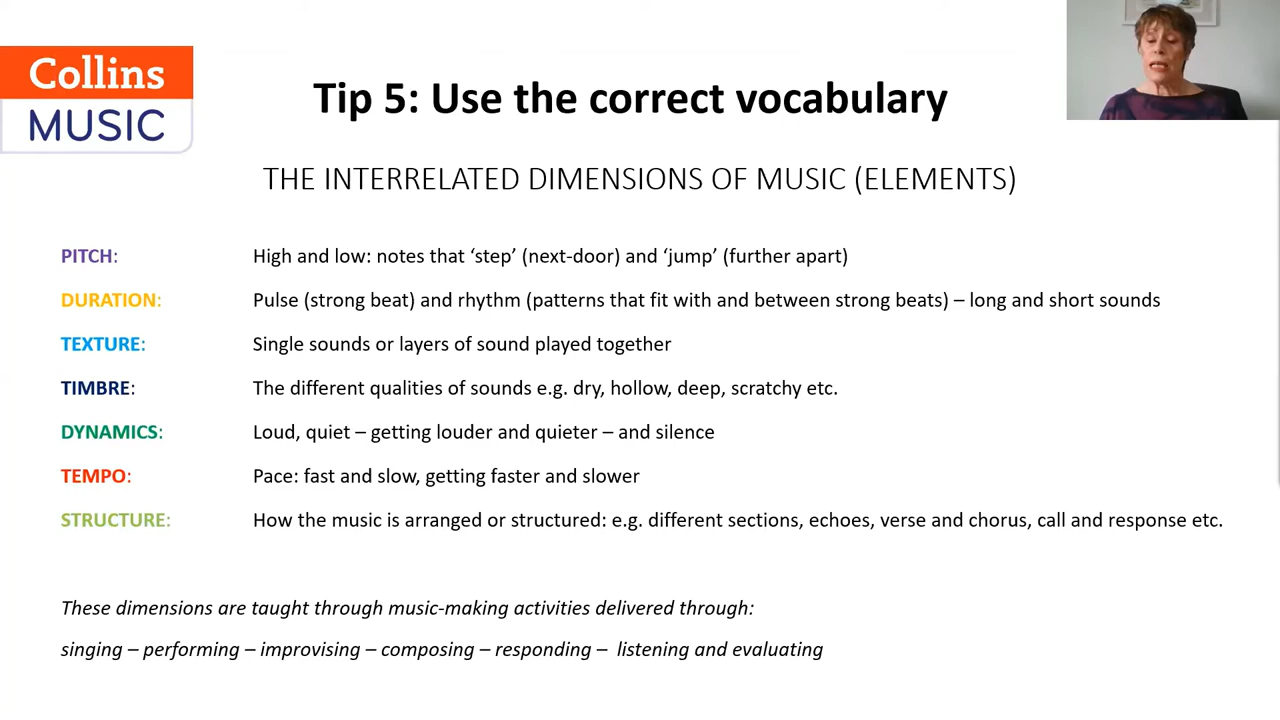 Collins
MUSIC
Tip 5: Use the correct vocabulary
THE INTERRELATED DIMENSIONS OF MUSIC (ELEMENTS)
PITCH: High and low: notes that ‘step’ (next-door) and ‘jump’ (further apart)
DURATION: Pulse (strong beat) and rhythm (patterns that fit with and between strong beats) – long and short sounds
TEXTURE: Single sounds or layers of sound played together
TIMBRE: The different qualities of sounds e.g. dry, hollow, deep, scratchy etc.
DYNAMICS: Loud, quiet – getting louder and quieter – and silence
TEMPO: Pace: fast and slow, getting faster and slower
STRUCTURE: How the music is arranged or structured: e.g. different sections, echoes, verse and chorus, call and response etc.
These dimensions are taught through music-making activities delivered through:
singing – performing – improvising – composing – responding – listening and evaluating